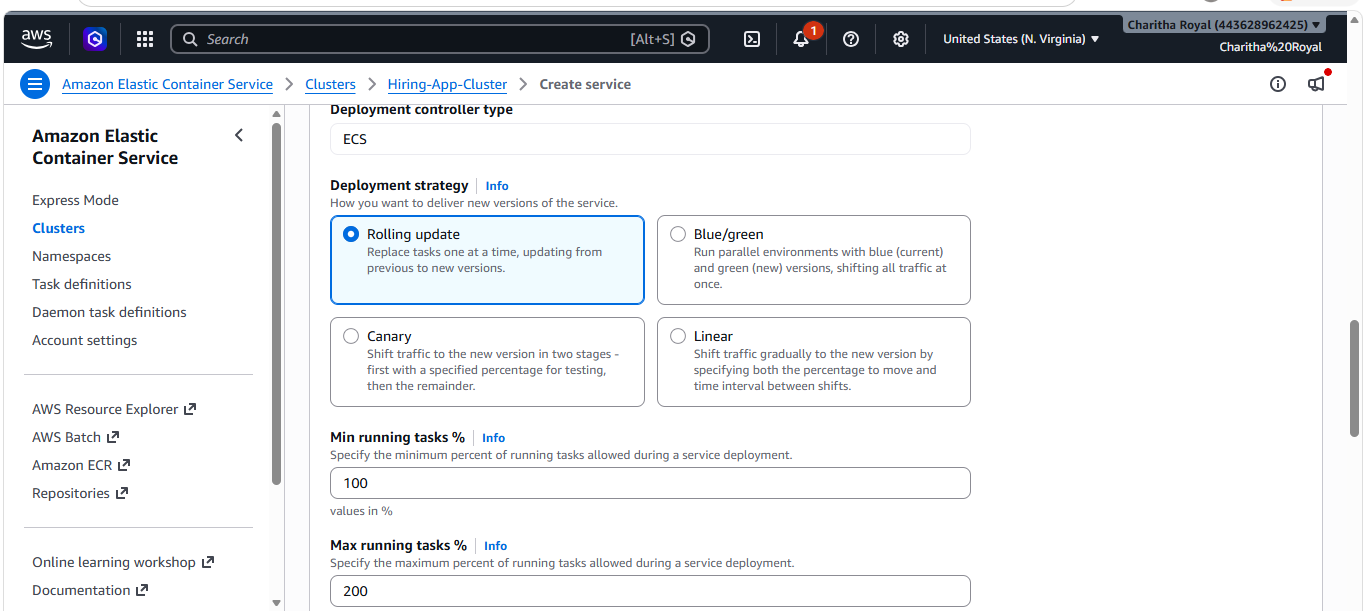 aws
Search
[Alt+S]
1
United States (N. Virginia)
Charitha Royal (443628962425)
Charitha%20Royal
Amazon Elastic Container Service
Clusters
Hiring-App-Cluster
Create service
Amazon Elastic
Container Service
Express Mode
Clusters
Namespaces
Task definitions
Daemon task definitions
Account settings
AWS Resource Explorer
AWS Batch
Amazon ECR
Repositories
Online learning workshop
Documentation
Deployment controller type
ECS
Deployment strategy Info
How you want to deliver new versions of the service.
Rolling update
Replace tasks one at a time, updating from
previous to new versions.
Blue/green
Run parallel environments with blue (current)
and green (new) versions, shifting all traffic at
once.
Canary
Shift traffic to the new version in two stages -
first with a specified percentage for testing,
then the remainder.
Linear
Shift traffic gradually to the new version by
specifying both the percentage to move and
time interval between shifts.
Min running tasks % Info
Specify the minimum percent of running tasks allowed during a service deployment.
100
values in %
Max running tasks % Info
Specify the maximum percent of running tasks allowed during a service deployment.
200